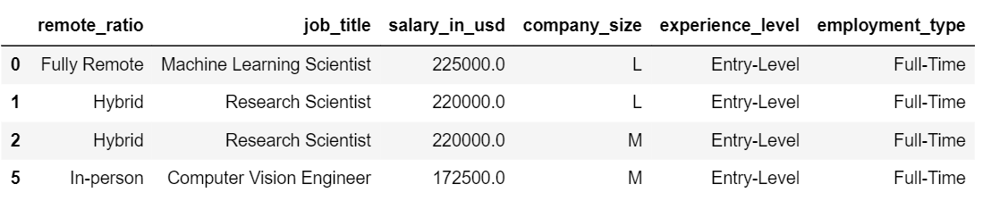 remote_ratio job_title salary_in_usd company_size experience_level employment_type
0 Fully Remote Machine Learning Scientist 225000.0 L Entry-Level Full-Time
1 Hybrid Research Scientist 220000.0 L Entry-Level Full-Time
2 Hybrid Research Scientist 220000.0 M Entry-Level Full-Time
5 In-person Computer Vision Engineer 172500.0 M Entry-Level Full-Time